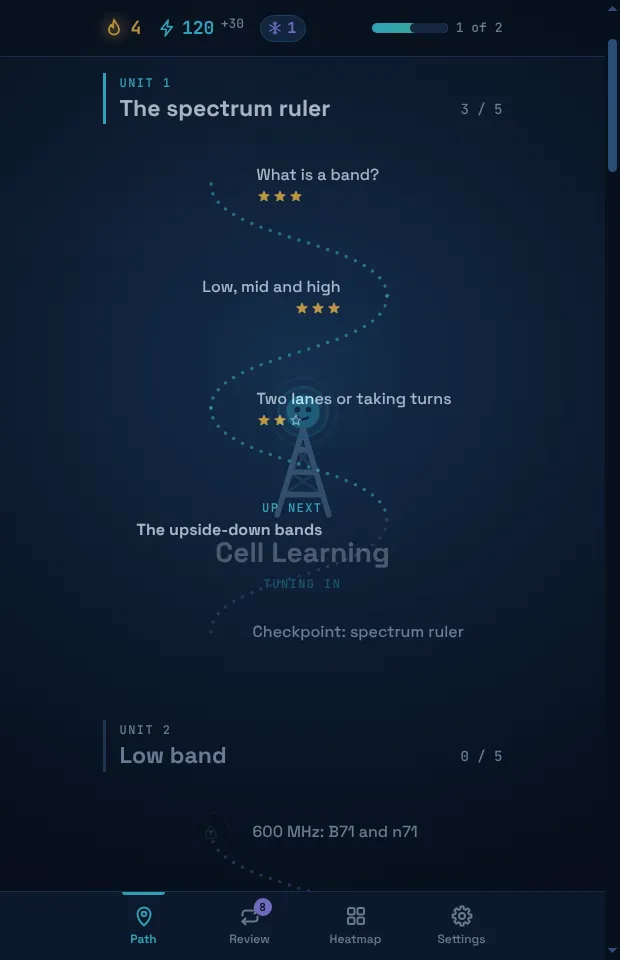 4 120 +30 1 1 of 2
UNIT 1
The spectrum ruler 3 / 5
What is a band?
Low, mid and high
Two lanes or taking turns
UP NEXT
The upside-down bands
Cell Learning
TUNING IN
Checkpoint: spectrum ruler
UNIT 2
Low band 0 / 5
600 MHz: B71 and n71
8
Path Review Heatmap Settings